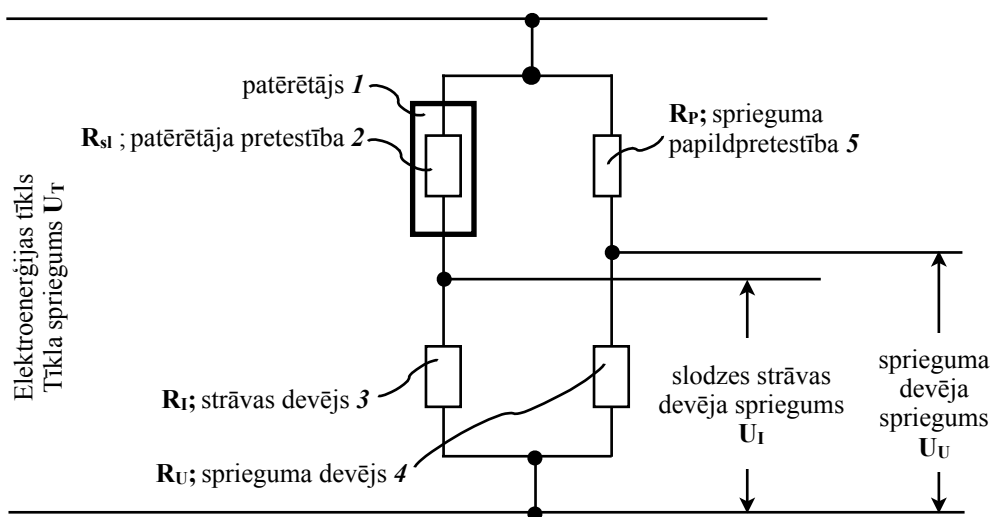 patērētājs 1
Rsl ; patērētāja pretestība 2
RP; sprieguma
papildpretestība 5
Elektroenerģijas tīkls
Tīkla spriegums UT
RI; strāvas devējs 3
RU; sprieguma devējs 4
slodzes strāvas
devēja spriegums
UI
sprieguma
devēja
spriegums
UU